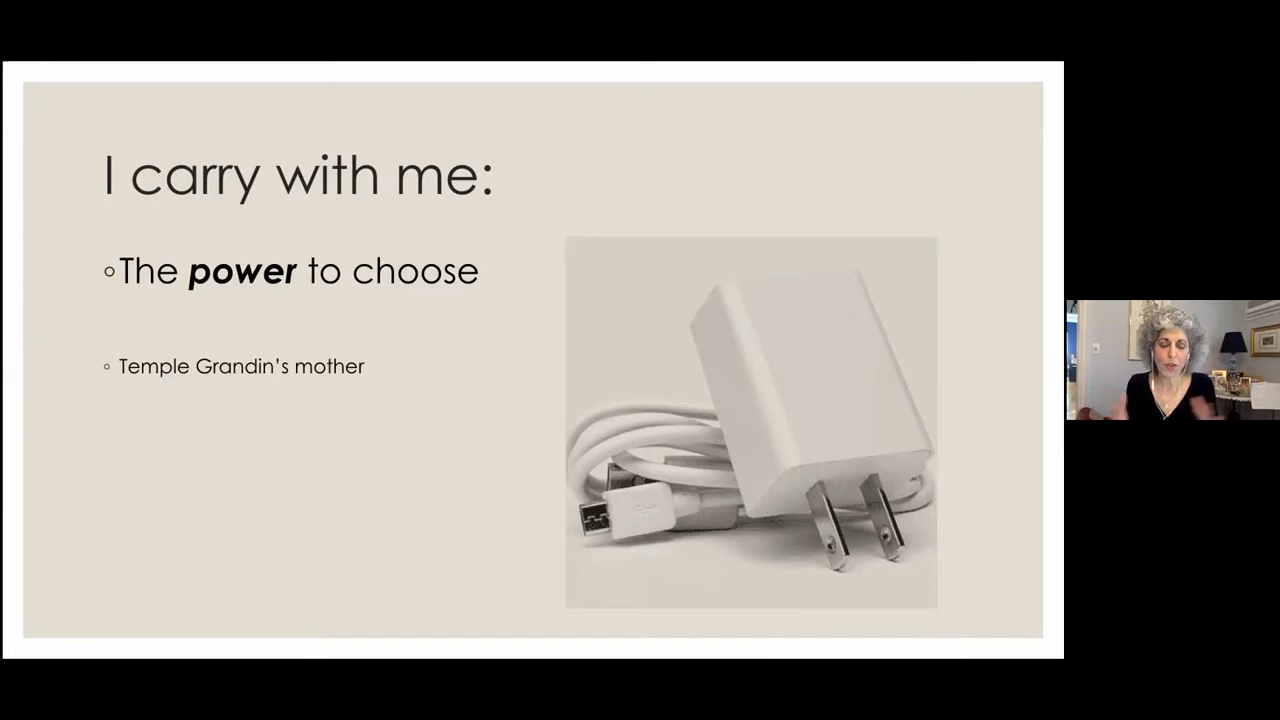 I carry with me:
◦The power to choose
◦ Temple Grandin’s mother